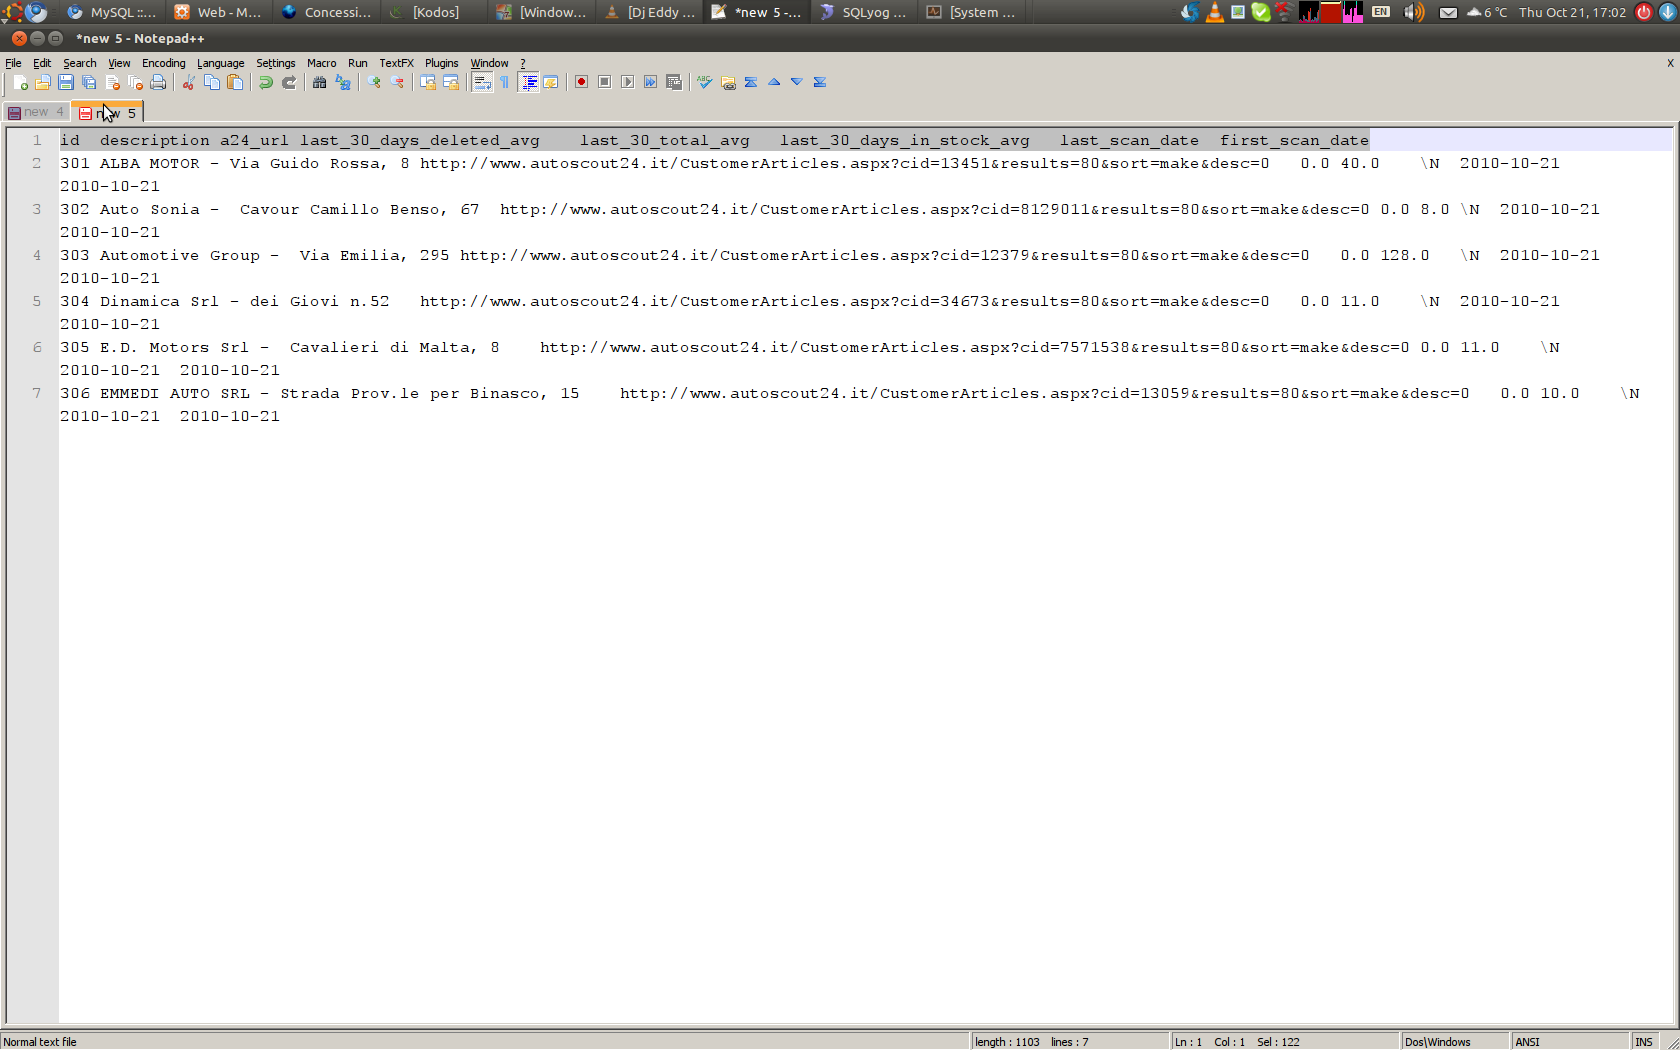 MySQL ::... Web - M... Concessi... [Kodos] [Window... [Dj Eddy ... *new 5 -... SQLyog ... [System ... EN 6 °C Thu Oct 21, 17:02
*new 5 - Notepad++
File Edit Search View Encoding Language Settings Macro Run TextFX Plugins Window ? X
new 4 new 5
1 id description a24_url last_30_days_deleted_avg last_30_total_avg last_30_days_in_stock_avg last_scan_date first_scan_date
2 301 ALBA MOTOR - Via Guido Rossa, 8 http://www.autoscout24.it/CustomerArticles.aspx?cid=13451&results=80&sort=make&desc=0 0.0 40.0 \N 2010-10-21
2010-10-21
3 302 Auto Sonia - Cavour Camillo Benso, 67 http://www.autoscout24.it/CustomerArticles.aspx?cid=8129011&results=80&sort=make&desc=0 0.0 8.0 \N 2010-10-21
2010-10-21
4 303 Automotive Group - Via Emilia, 295 http://www.autoscout24.it/CustomerArticles.aspx?cid=12379&results=80&sort=make&desc=0 0.0 128.0 \N 2010-10-21
2010-10-21
5 304 Dinamica Srl - dei Giovi n.52 http://www.autoscout24.it/CustomerArticles.aspx?cid=34673&results=80&sort=make&desc=0 0.0 11.0 \N 2010-10-21
2010-10-21
6 305 E.D. Motors Srl - Cavalieri di Malta, 8 http://www.autoscout24.it/CustomerArticles.aspx?cid=7571538&results=80&sort=make&desc=0 0.0 11.0 \N
2010-10-21 2010-10-21
7 306 EMMEDI AUTO SRL - Strada Prov.le per Binasco, 15 http://www.autoscout24.it/CustomerArticles.aspx?cid=13059&results=80&sort=make&desc=0 0.0 10.0 \N
2010-10-21 2010-10-21
Normal text file length : 1103 lines : 7 Ln : 1 Col : 1 Sel : 122 Dos\Windows ANSI INS